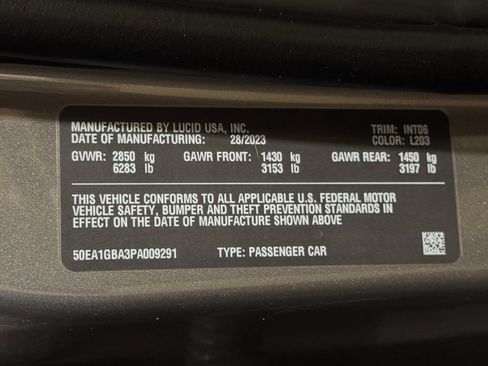 MANUFACTURED BY LUCID USA, INC. TRIM: INT06
DATE OF MANUFACTURING: 28/2023 COLOR: L203
GVWR: 2850 kg GAWR FRONT: 1430 kg GAWR REAR: 1450 kg
6283 lb 3153 lb 3197 lb
THIS VEHICLE CONFORMS TO ALL APPLICABLE U.S. FEDERAL MOTOR
VEHICLE SAFETY, BUMPER AND THEFT PREVENTION STANDARDS IN
EFFECT ON THE DATE OF MANUFACTURE SHOWN ABOVE
50EA1GBA3PA009291 TYPE: PASSENGER CAR